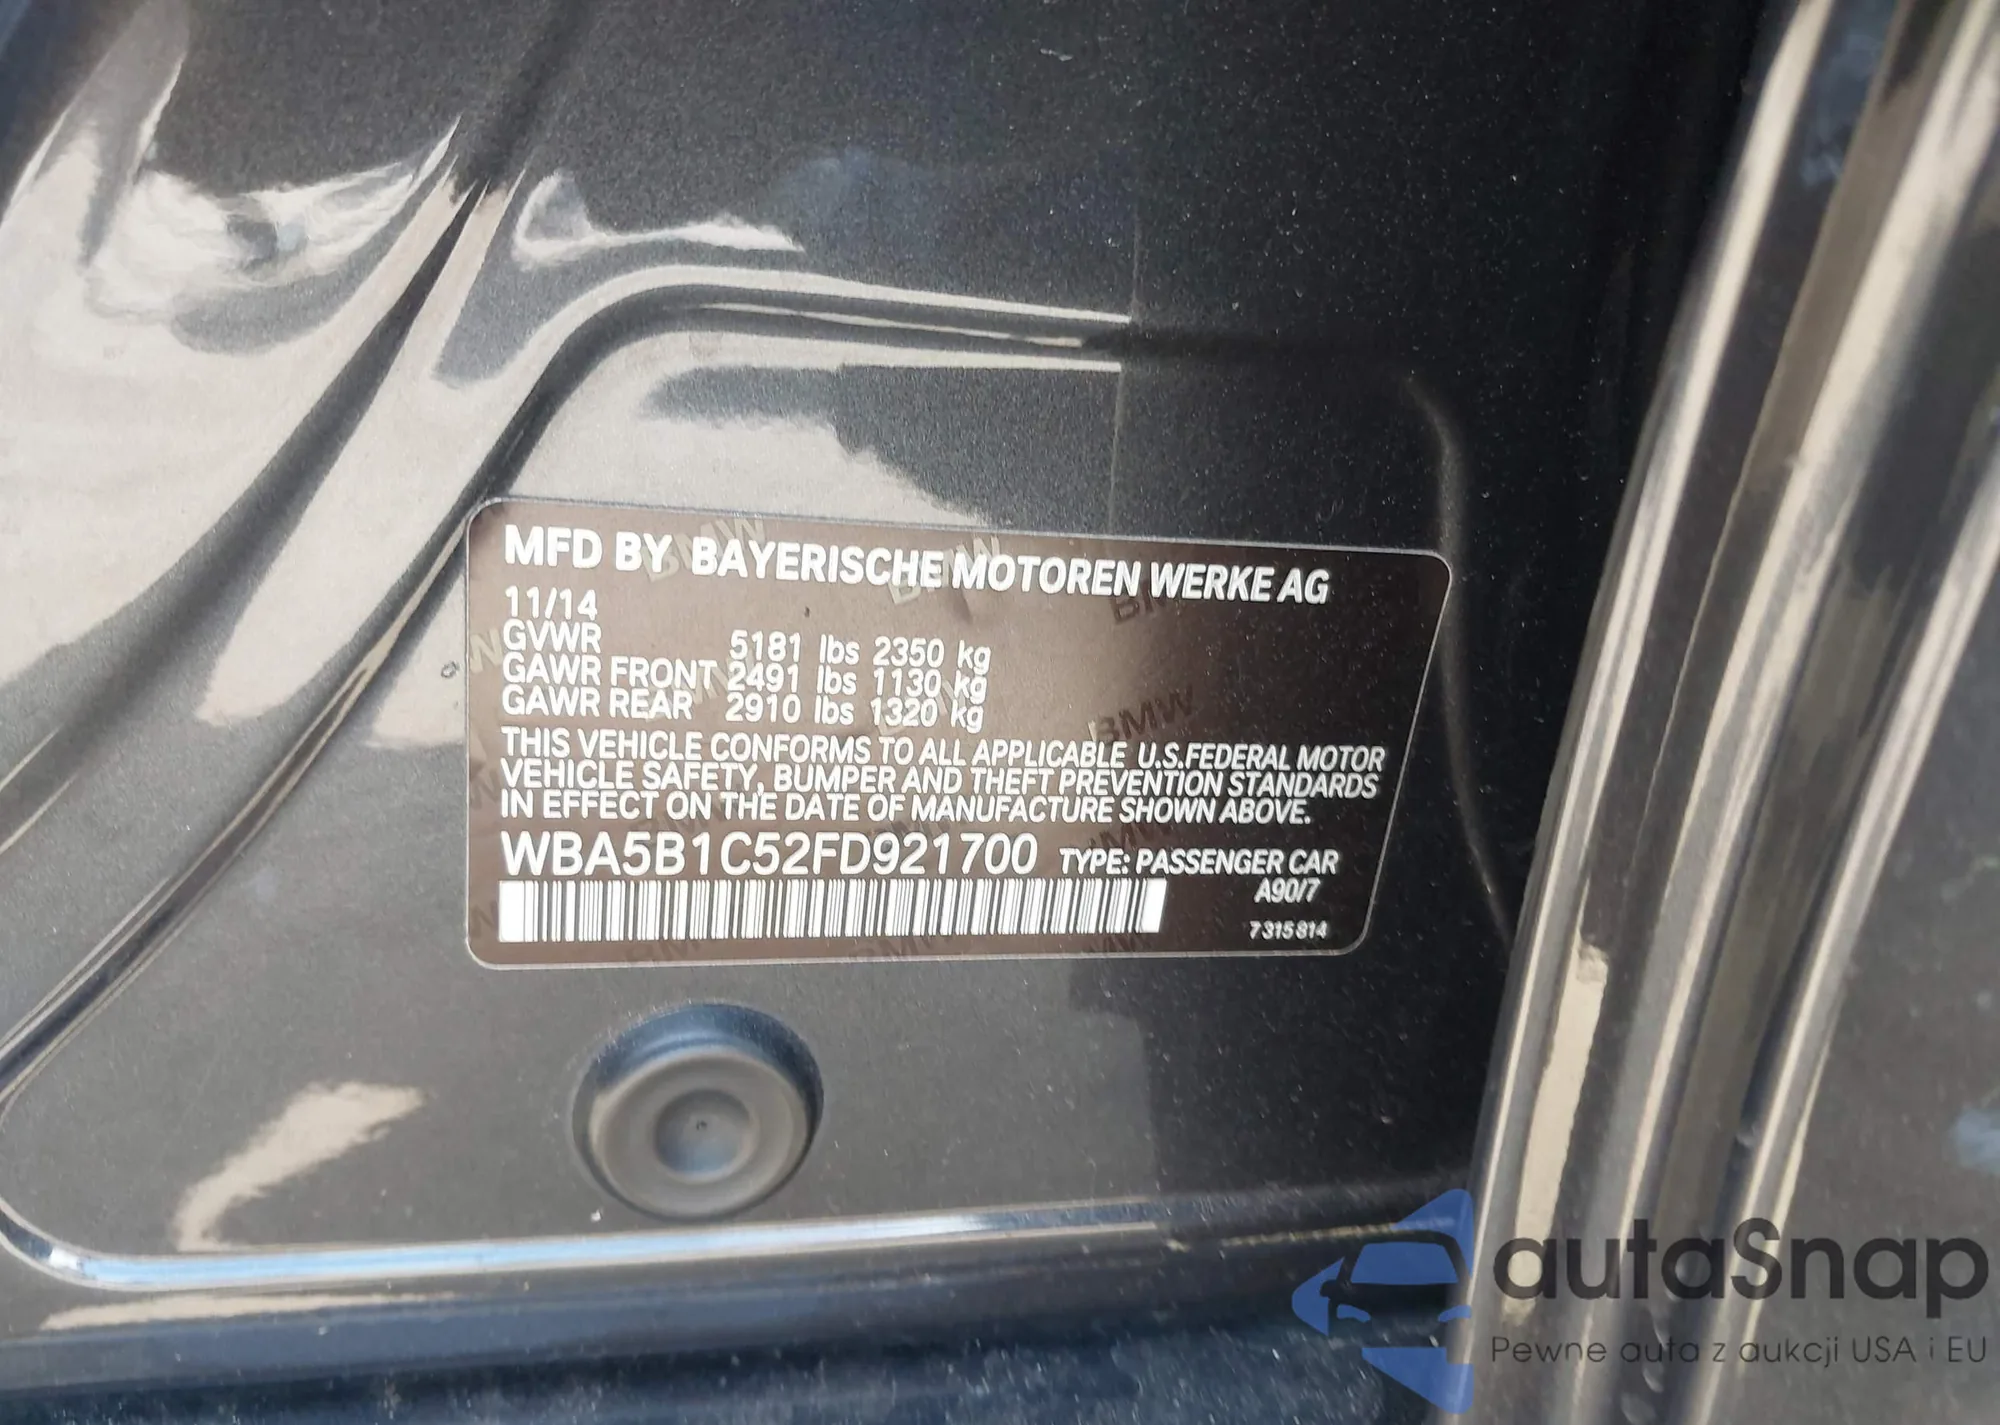 MFD BY BAYERISCHE MOTOREN WERKE AG
11/14
GVWR 5181 lbs 2350 kg
GAWR FRONT 2491 lbs 1130 kg
GAWR REAR 2910 lbs 1320 kg
THIS VEHICLE CONFORMS TO ALL APPLICABLE U.S.FEDERAL MOTOR
VEHICLE SAFETY, BUMPER AND THEFT PREVENTION STANDARDS
IN EFFECT ON THE DATE OF MANUFACTURE SHOWN ABOVE.
WBA5B1C52FD921700 TYPE: PASSENGER CAR
A90/7
7 315 814
autaSnap
Pewne auta z aukcji USA i EU